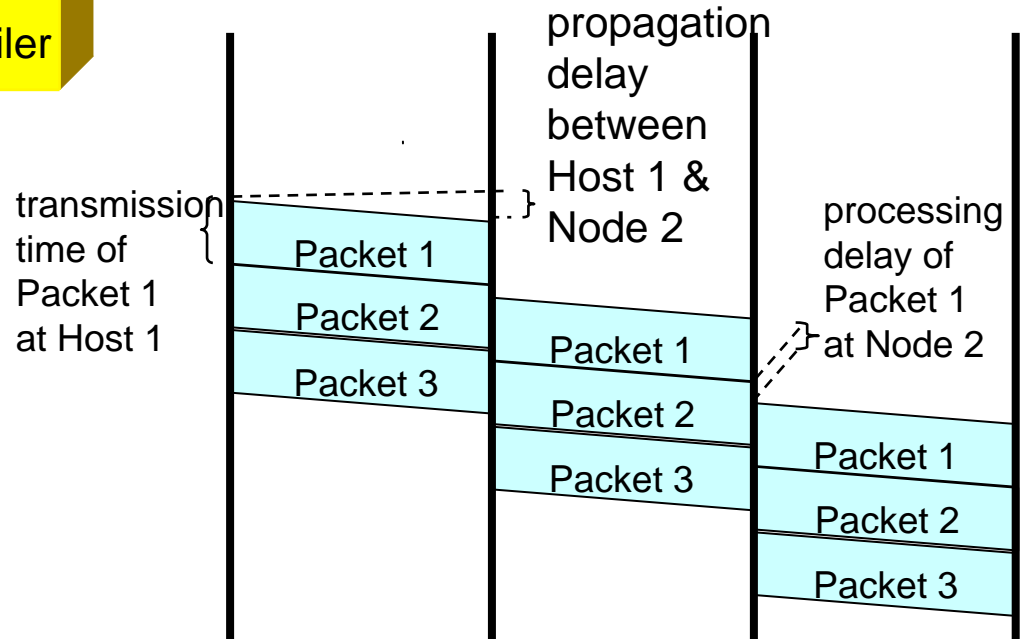 iler
propagation
delay
between
Host 1 &
Node 2
transmission
time of
Packet 1
at Host 1
processing
delay of
Packet 1
at Node 2
Packet 1
Packet 2
Packet 3
Packet 1
Packet 2
Packet 3
Packet 1
Packet 2
Packet 3